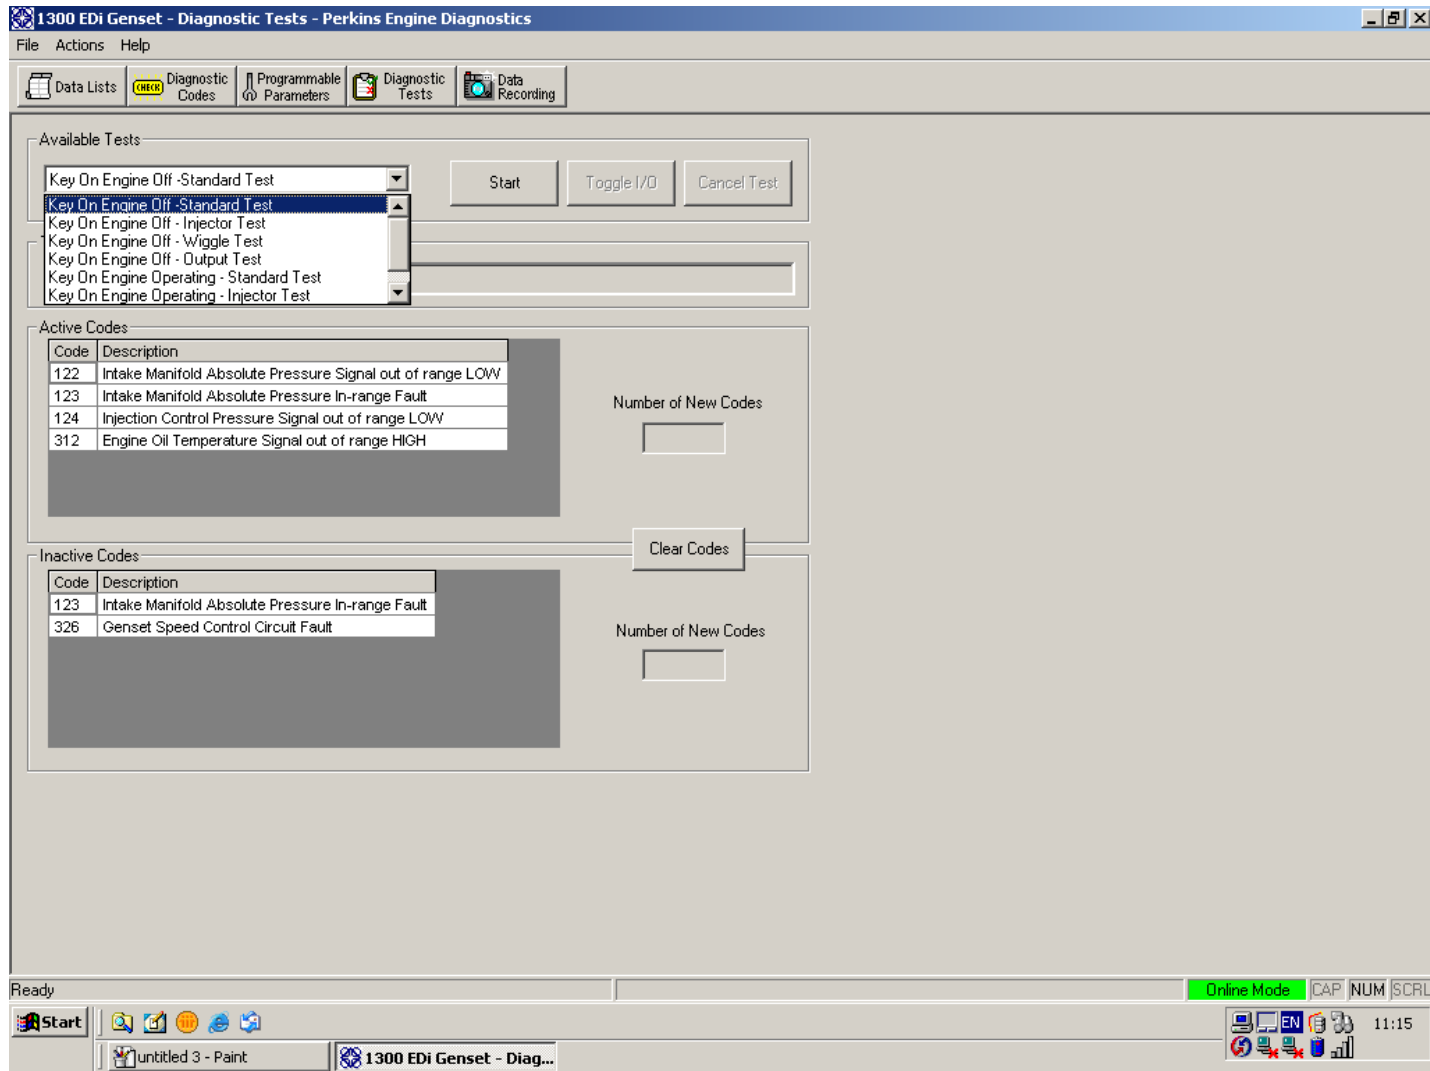 1300 EDi Genset - Diagnostic Tests - Perkins Engine Diagnostics
File Actions Help
Data Lists
CHECK
Diagnostic
Codes
Programmable
Parameters
Diagnostic
Tests
Data
Recording
Available Tests
Key On Engine Off -Standard Test
Start
Toggle I/O
Cancel Test
Key On Engine Off -Standard Test
Key On Engine Off - Injector Test
Key On Engine Off - Wiggle Test
Key On Engine Off - Output Test
Key On Engine Operating - Standard Test
Key On Engine Operating - Injector Test
Active Codes
Code Description
122 Intake Manifold Absolute Pressure Signal out of range LOW
123 Intake Manifold Absolute Pressure In-range Fault
124 Injection Control Pressure Signal out of range LOW
312 Engine Oil Temperature Signal out of range HIGH
Number of New Codes
Clear Codes
Inactive Codes
Code Description
123 Intake Manifold Absolute Pressure In-range Fault
326 Genset Speed Control Circuit Fault
Number of New Codes
Ready
Online Mode CAP NUM SCRL
Start
EN 11:15
untitled 3 - Paint
1300 EDi Genset - Diag...